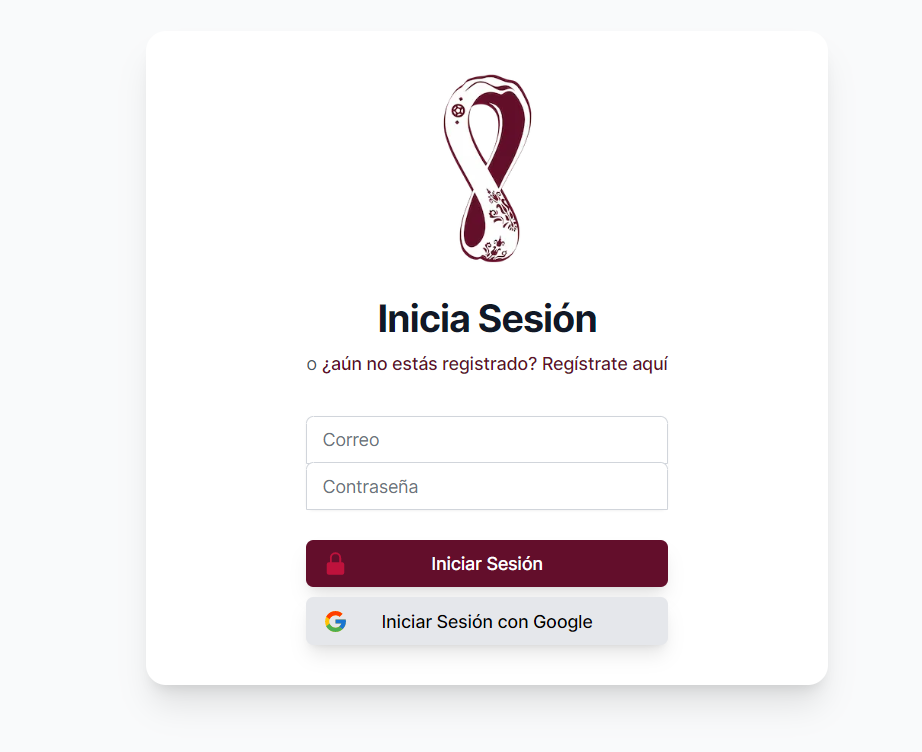 Inicia Sesión
o ¿aún no estás registrado? Regístrate aquí
Correo
Contraseña
Iniciar Sesión
Iniciar Sesión con Google